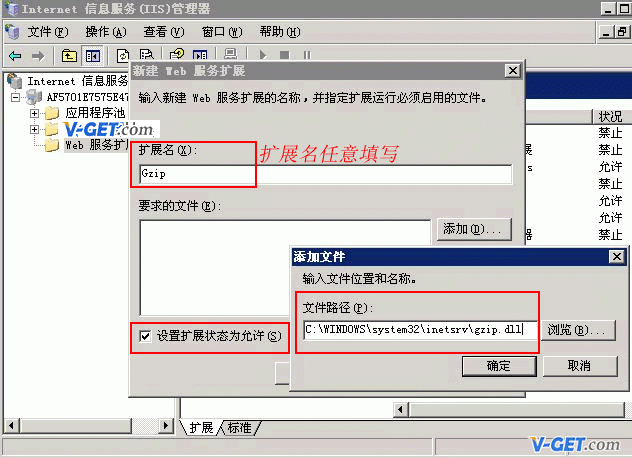 Internet 信息服务(IIS)管理器
文件(F) 操作(A) 查看(V) 窗口(W) 帮助(H)
Internet 信息服务
AF5701E7575E47
应用程序池
V-GET.com
Web 服务扩展
新建 Web 服务扩展
输入新建 Web 服务扩展的名称，并指定扩展运行必须启用的文件。
扩展名(X):
扩展名任意填写
Gzip
要求的文件(E):
添加(D)...
设置扩展状态为允许(S)
添加文件
输入文件位置和名称。
文件路径(P):
C:\WINDOWS\system32\inetsrv\gzip.dll
浏览(B)...
确定
取消
状况
禁止
禁止
禁止
允许
允许
允许
禁止
扩展 标准
V-GET.com